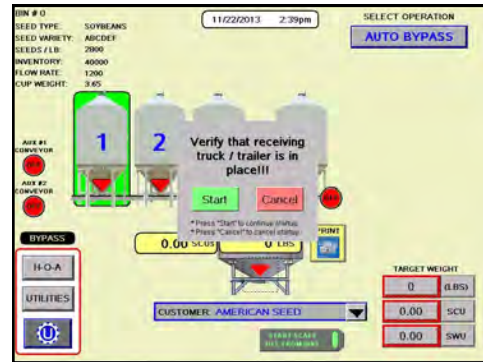 BIN # 0
SEED TYPE: SOYBEANS
SEED VARIETY: ABCDEF
SEEDS / LB: 2800
INVENTORY: 40000
FLOW RATE: 1200
CUP WEIGHT: 3.65
11/22/2013 2:39pm
SELECT OPERATION
AUTO BYPASS
1
2
AUX #1
CONVEYOR
OFF
AUX #2
CONVEYOR
OFF
Verify that receiving
truck / trailer is in
place!!!
Start
Cancel
* Press "Start" to continue startup.
* Press "Cancel" to cancel startup.
BYPASS
H-O-A
UTILITIES
U
0.00 SCUs
0 LBS
PRINT
CUSTOMER: AMERICAN SEED
TARGET WEIGHT
0 (LBS)
0.00 SCU
0.00 SWU